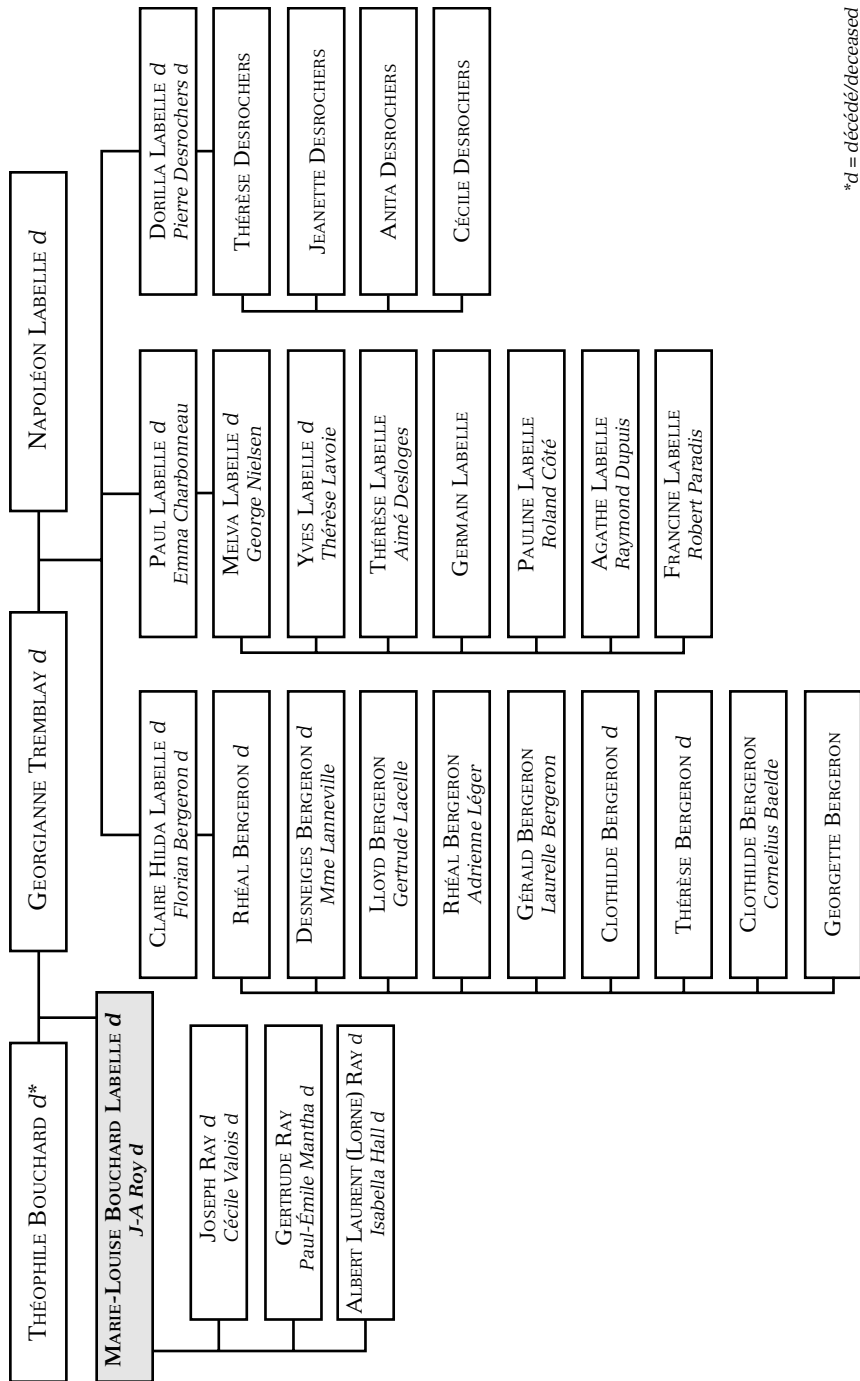 THÉOPHILE BOUCHARD d*
GEORGIANNE TREMBLAY d
NAPOLÉON LABELLE d
MARIE-LOUISE BOUCHARD LABELLE d
J-A Roy d
JOSEPH RAY d
Cécile Valois d
GERTRUDE RAY
Paul-Émile Mantha d
ALBERT LAURENT (LORNE) RAY d
Isabella Hall d
CLAIRE HILDA LABELLE d
Florian Bergeron d
RHÉAL BERGERON d
DESNEIGES BERGERON d
Mme Lanneville
LLOYD BERGERON
Gertrude Lacelle
RHÉAL BERGERON
Adrienne Léger
GÉRALD BERGERON
Laurelle Bergeron
CLOTHILDE BERGERON d
THÉRÈSE BERGERON d
CLOTHILDE BERGERON
Cornelius Baelde
GEORGETTE BERGERON
PAUL LABELLE d
Emma Charbonneau
MELVA LABELLE d
George Nielsen
YVES LABELLE d
Thérèse Lavoie
THÉRÈSE LABELLE
Aimé Desloges
GERMAIN LABELLE
PAULINE LABELLE
Roland Côté
AGATHE LABELLE
Raymond Dupuis
FRANCINE LABELLE
Robert Paradis
DORILLA LABELLE d
Pierre Desrochers d
THÉRÈSE DESROCHERS
JEANETTE DESROCHERS
ANITA DESROCHERS
CÉCILE DESROCHERS
*d = décédé/deceased